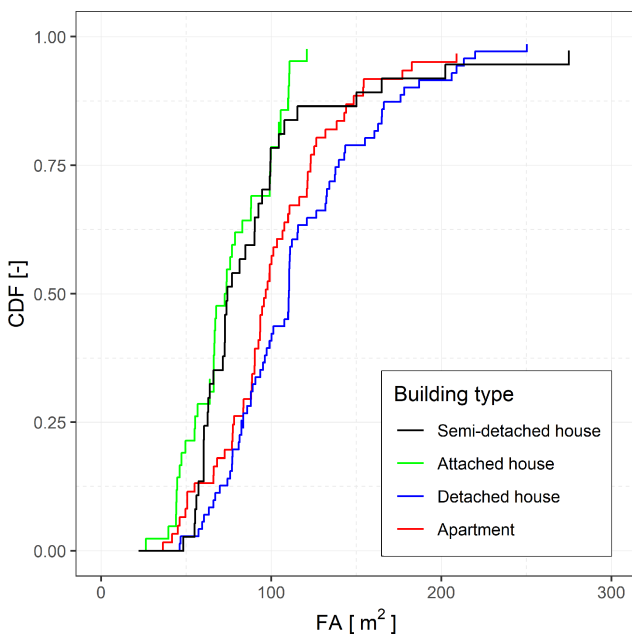 1.00
0.75
0.50
0.25
0.00
CDF [-]
Building type
Semi-detached house
Attached house
Detached house
Apartment
0
100
200
300
FA [ m² ]